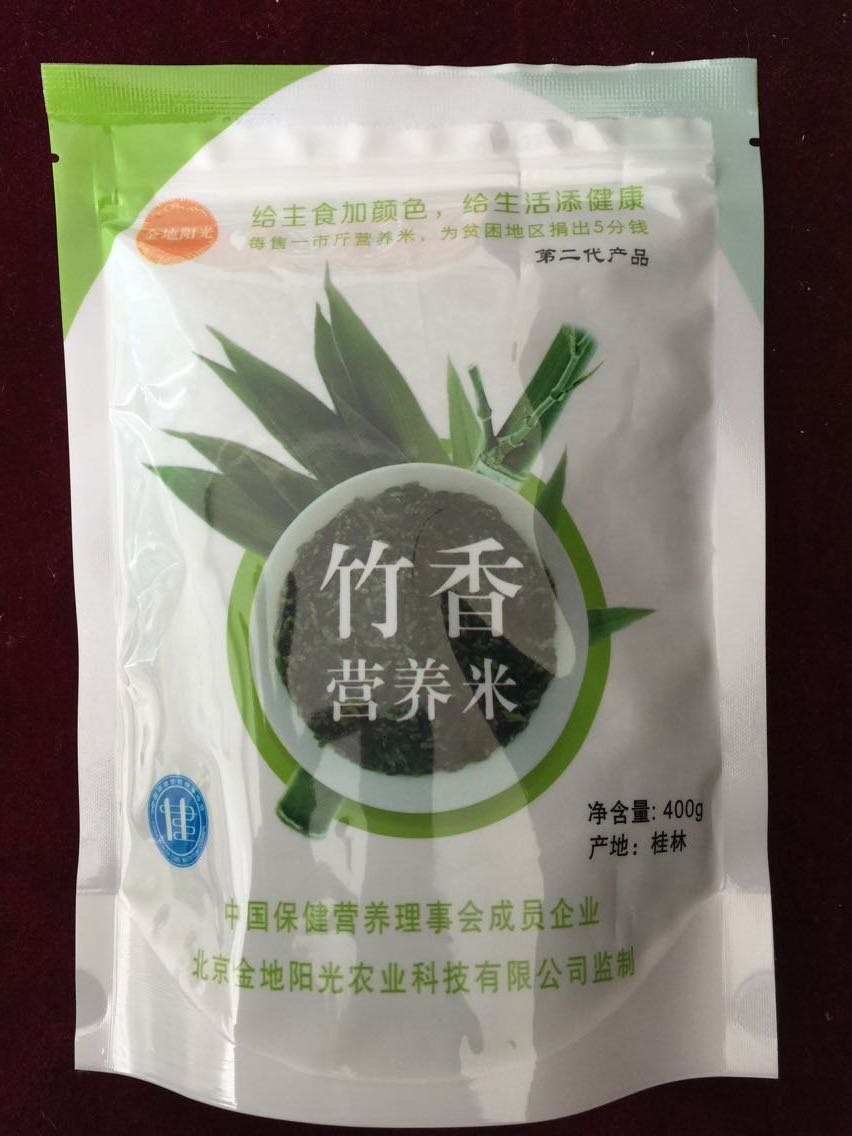 金地阳光
给主食加颜色，给生活添健康
每售一市斤营养米，为贫困地区捐出5分钱
第二代产品
竹香
营养米
净含量: 400g
产地：桂林
中国保健营养理事会成员企业
北京金地阳光农业科技有限公司监制